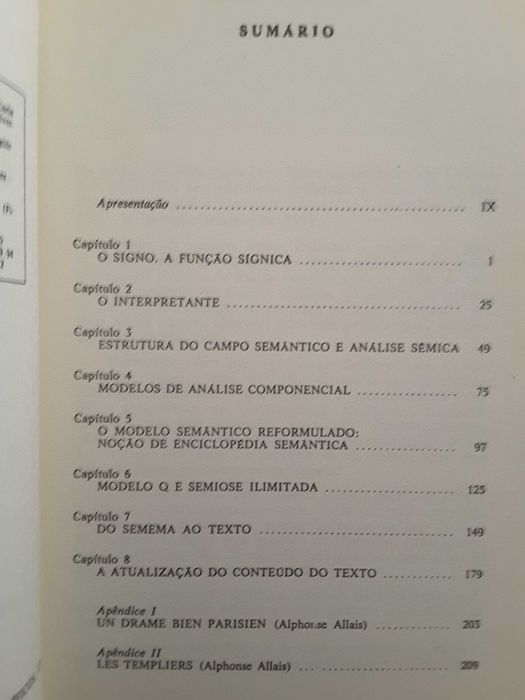 SUMÁRIO
Apresentação ........................................ IX
Capítulo 1
O SIGNO. A FUNÇÃO SÍGNICA ........................ 1
Capítulo 2
O INTERPRETANTE .................................. 25
Capítulo 3
ESTRUTURA DO CAMPO SEMÂNTICO E ANÁLISE SÊMICA 49
Capítulo 4
MODELOS DE ANÁLISE COMPONENCIAL ............... 75
Capítulo 5
O MODELO SEMÂNTICO REFORMULADO:
NOÇÃO DE ENCICLOPÉDIA SEMÂNTICA ............... 97
Capítulo 6
MODELO Q E SEMIOSE ILIMITADA ................... 125
Capítulo 7
DO SEMEMA AO TEXTO ............................. 149
Capítulo 8
A ATUALIZAÇÃO DO CONTEÚDO DO TEXTO ........... 179
Apêndice I
UN DRAME BIEN PARISIEN (Alphonse Allais) ............ 205
Apêndice II
LES TEMPLIERS (Alphonse Allais) ........................ 209